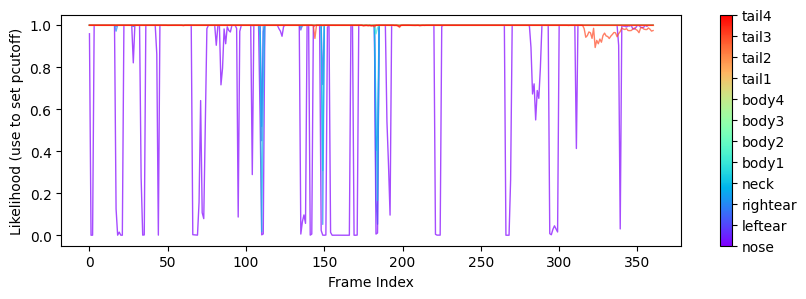 Likelihood (use to set pcutoff)
1.0
0.8
0.6
0.4
0.2
0.0
0 50 100 150 200 250 300 350
Frame Index
tail4
tail3
tail2
tail1
body4
body3
body2
body1
neck
rightear
leftear
nose